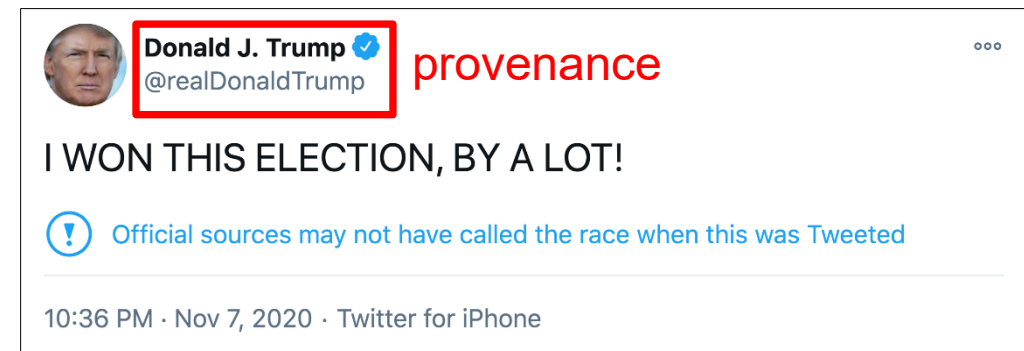 Donald J. Trump
@realDonaldTrump
provenance
I WON THIS ELECTION, BY A LOT!
Official sources may not have called the race when this was Tweeted
10:36 PM · Nov 7, 2020 · Twitter for iPhone